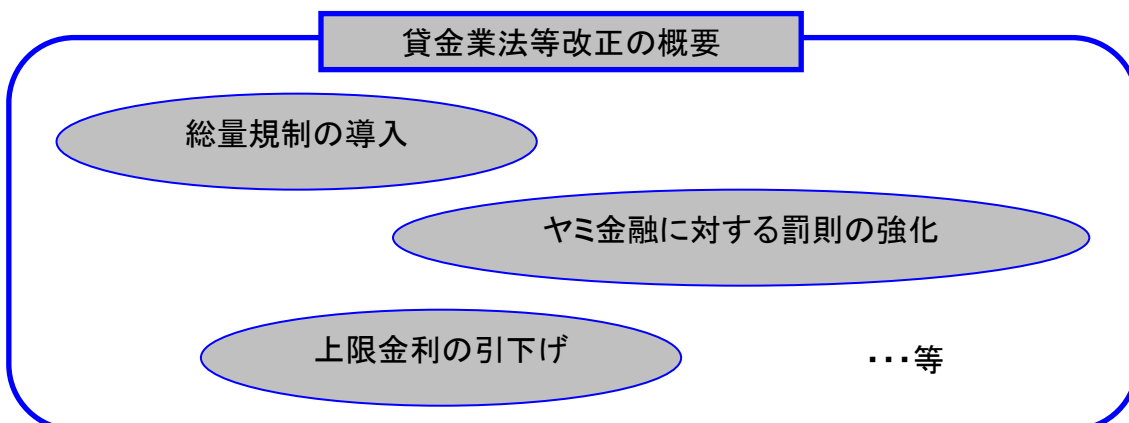 貸金業法等改正の概要
総量規制の導入
ヤミ金融に対する罰則の強化
上限金利の引下げ
・・・等